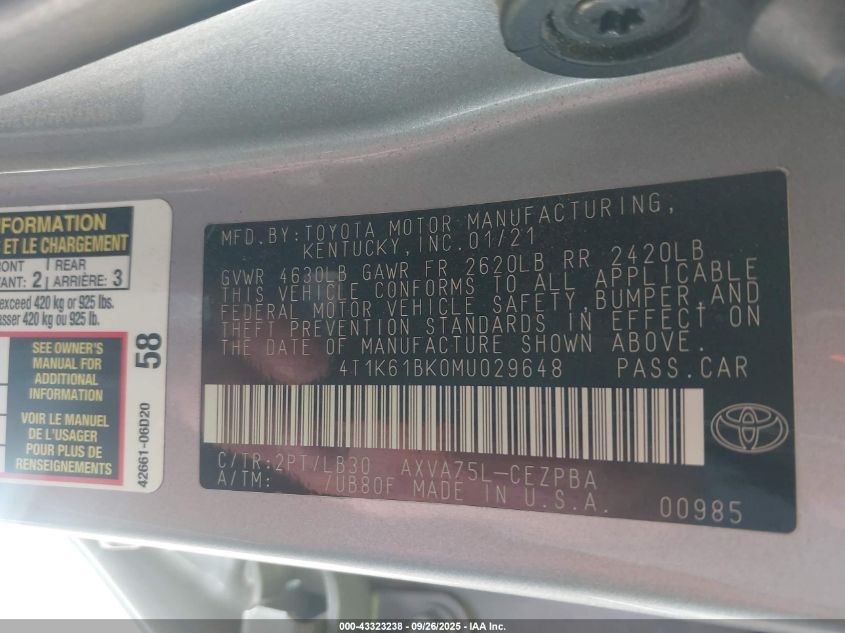 FORMATION
ET LE CHARGEMENT
RONT
VANT: 2
REAR
ARRIÈRE: 3
exceed 420 kg or 925 lbs.
asser 420 kg ou 925 lb.
SEE OWNER'S
MANUAL FOR
ADDITIONAL
INFORMATION
VOIR LE MANUEL
DE L'USAGER
POUR PLUS DE
RENSEIGNEMENTS
58
42661-06D20
MFD.BY:TOYOTA MOTOR MANUFACTURING,
KENTUCKY, INC.01/21
GVWR 4630LB GAWR FR 2620LB RR 2420LB
THIS VEHICLE CONFORMS TO ALL APPLICABLE
FEDERAL MOTOR VEHICLE SAFETY,BUMPER,AND
THEFT PREVENTION STANDARDS IN EFFECT ON
THE DATE OF MANUFACTURE SHOWN ABOVE.
4T1K61BK0MU029648 PASS.CAR
C/TR:2PT/LB30 AXVA75L-CEZPBA
A/TM: /UB80F MADE IN U.S.A.
00985
000-43323238 - 09/26/2025 - IAA Inc.